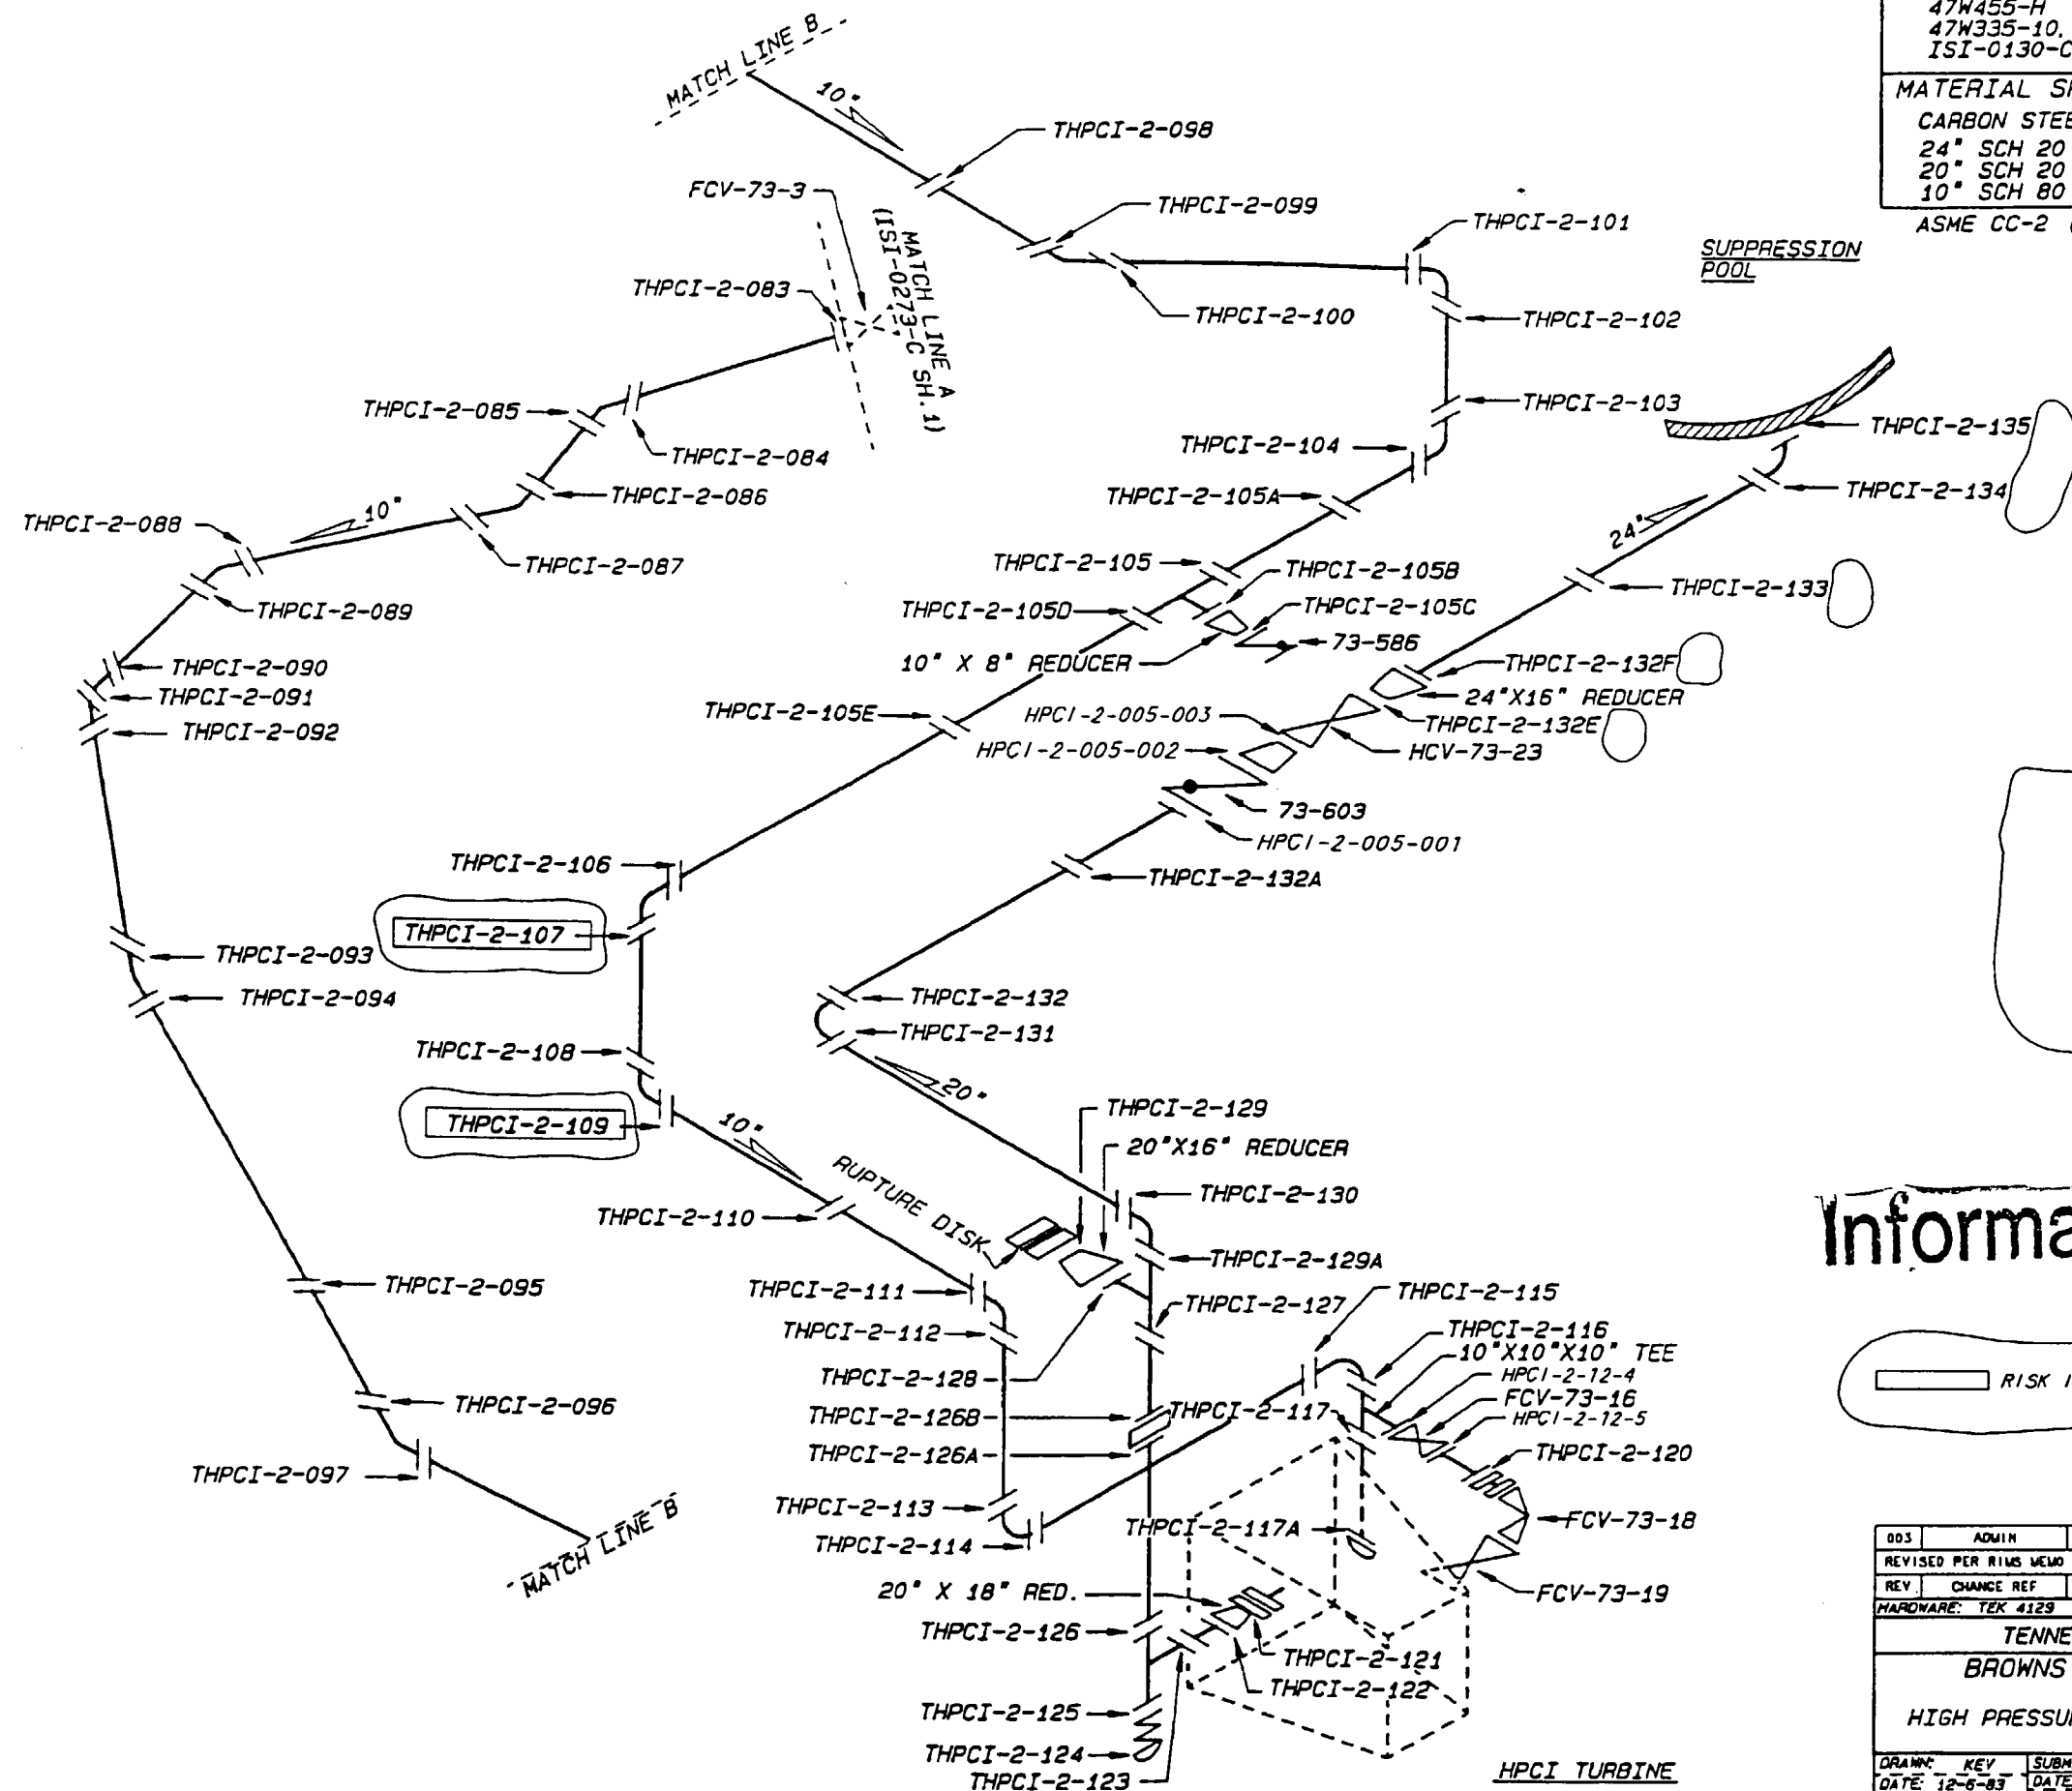 47W455-H
47W335-10,
ISI-0130-C
MATERIAL
CARBON
24" SCH 20
20" SCH 20
10" SCH 80
ASME CC-2
SUPPRESSION
POOL
MATCH LINE B
10"
THPCI-2-098
FCV-73-3
MATCH LINE A
(ISI-0273-C SH.1)
THPCI-2-099
THPCI-2-101
THPCI-2-083
THPCI-2-100
THPCI-2-102
THPCI-2-085
THPCI-2-103
THPCI-2-135
THPCI-2-084
THPCI-2-104
THPCI-2-086
THPCI-2-105A
THPCI-2-134
THPCI-2-088
10"
24"
THPCI-2-087
THPCI-2-105
THPCI-2-105B
THPCI-2-133
THPCI-2-089
THPCI-2-105D
THPCI-2-105C
73-586
THPCI-2-090
10" X 8" REDUCER
THPCI-2-132F
THPCI-2-091
24"X16" REDUCER
THPCI-2-092
THPCI-2-105E
HPCI-2-005-003
THPCI-2-132E
HPCI-2-005-002
HCV-73-23
73-603
HPCI-2-005-001
THPCI-2-106
THPCI-2-132A
THPCI-2-107
THPCI-2-093
THPCI-2-094
THPCI-2-132
THPCI-2-131
THPCI-2-108
20"
THPCI-2-109
10"
THPCI-2-129
20"X16" REDUCER
RUPTURE DISK
THPCI-2-130
THPCI-2-110
THPCI-2-129A
THPCI-2-095
THPCI-2-111
THPCI-2-127
THPCI-2-115
THPCI-2-112
THPCI-2-116
10"X10"X10" TEE
THPCI-2-128
HPCI-2-12-4
FCV-73-16
THPCI-2-096
THPCI-2-126B
THPCI-2-117
HPCI-2-12-5
THPCI-2-126A
THPCI-2-120
THPCI-2-097
THPCI-2-113
FCV-73-18
THPCI-2-117A
THPCI-2-114
MATCH LINE B
20" X 18" RED.
FCV-73-19
THPCI-2-126
THPCI-2-121
THPCI-2-122
THPCI-2-125
THPCI-2-124
THPCI-2-123
HPCI TURBINE
RISK
003 ADMIN
REVISED PER RIMS MEMO
REV. CHANGE REF
HARDWARE: TEK 4129
BROWNS
HIGH
DRAWN: KEY
DATE: 12-6-83 DATE